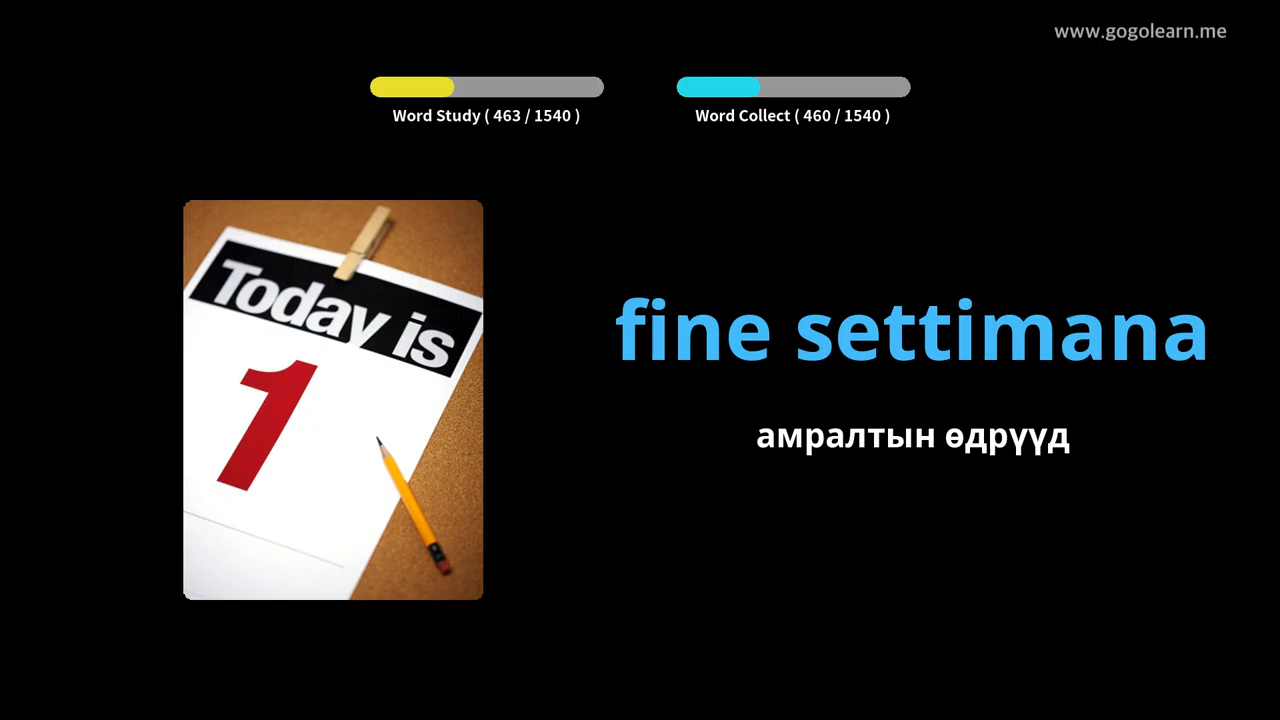 www.gogolearn.me
Word Study ( 463 / 1540 )
Word Collect ( 460 / 1540 )
Today is
1
fine settimana
амралтын өдрүүд